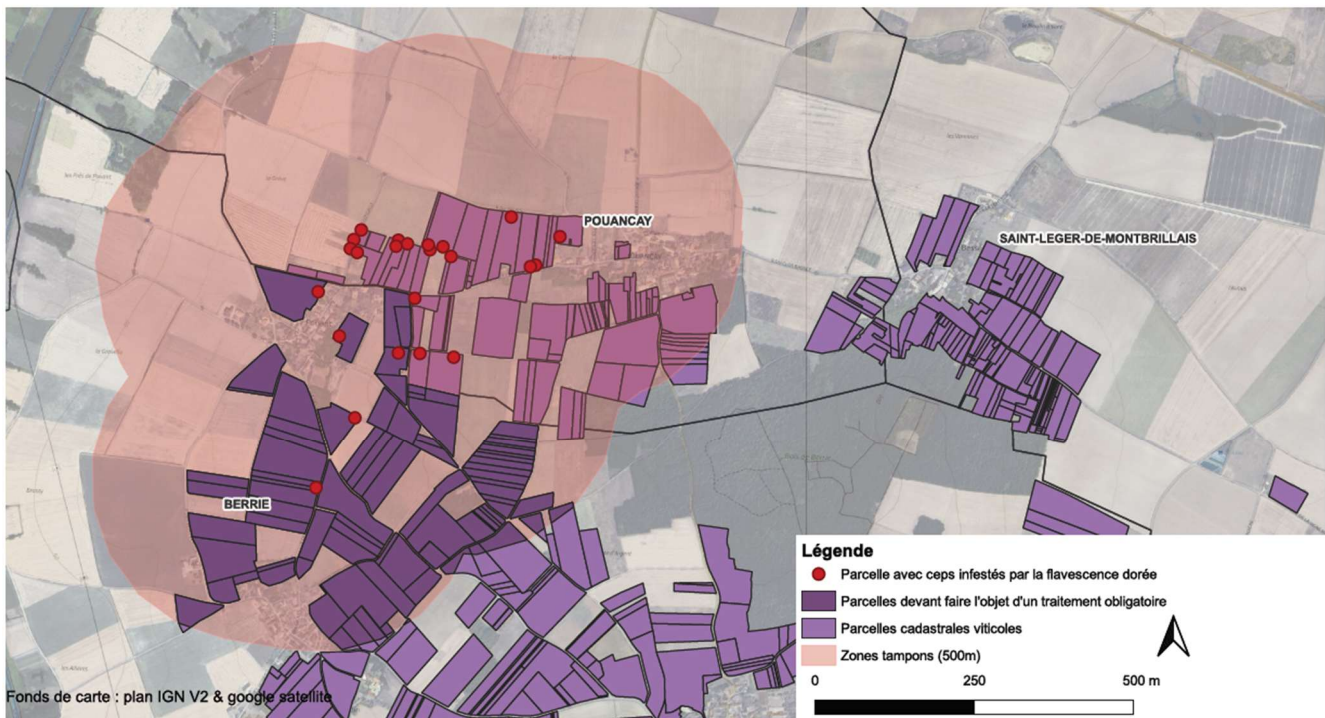 POUANCAY
SAINT-LEGER-DE-MONTBRILLAIS
BERRIE
Légende
Parcelle avec ceps infestés par la flavescence dorée
Parcelles devant faire l'objet d'un traitement obligatoire
Parcelles cadastrales viticoles
Zones tampons (500m)
0 250 500 m
Fonds de carte : plan IGN V2 & google satellite